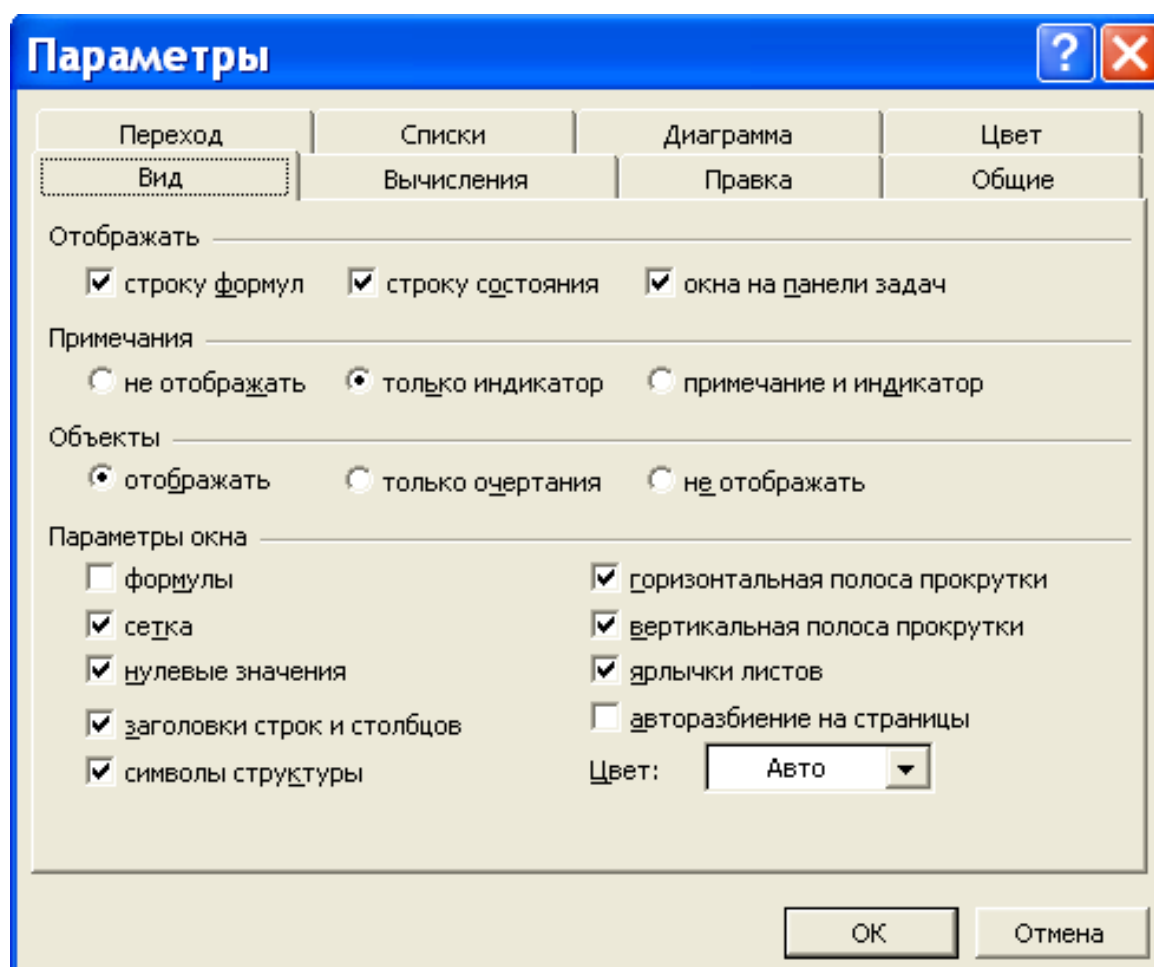 Параметры
Переход Списки Диаграмма Цвет
Вид Вычисления Правка Общие
Отображать
строку формул строку состояния окна на панели задач
Примечания
не отображать только индикатор примечание и индикатор
Объекты
отображать только очертания не отображать
Параметры окна
формулы горизонтальная полоса прокрутки
сетка вертикальная полоса прокрутки
нулевые значения ярлычки листов
заголовки строк и столбцов авторазбиение на страницы
символы структуры Цвет: Авто
ОК Отмена